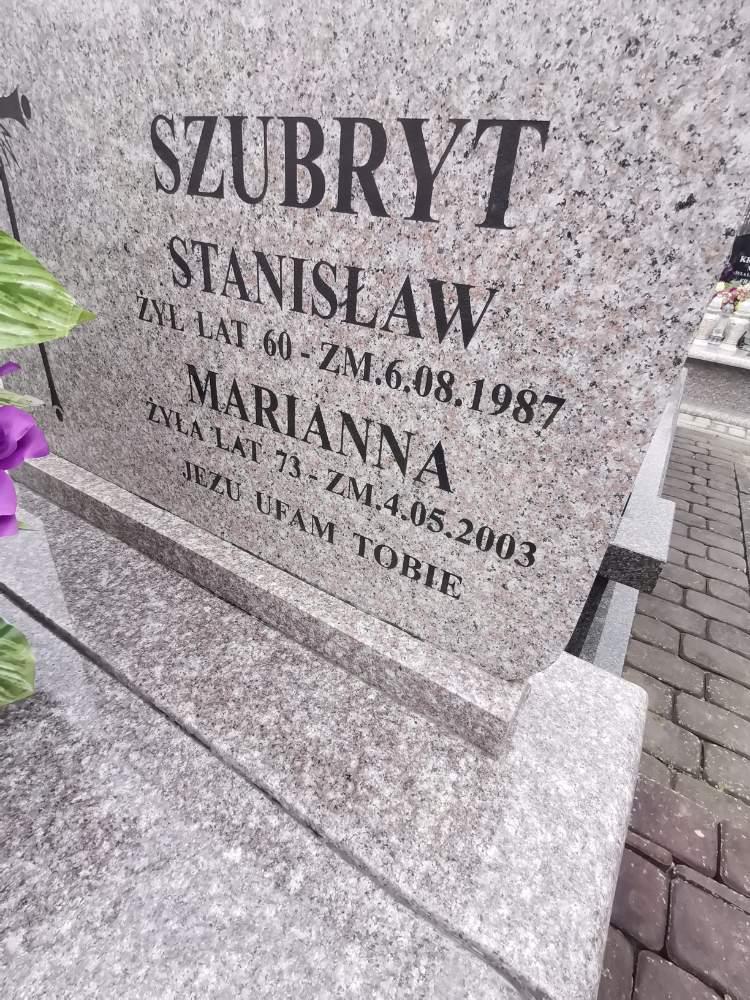 SZUBRYT
STANISŁAW
ŻYŁ LAT 60 - ZM.6.08.1987
MARIANNA
ŻYŁA LAT 73 - ZM.4.05.2003
JEZU UFAM TOBIE